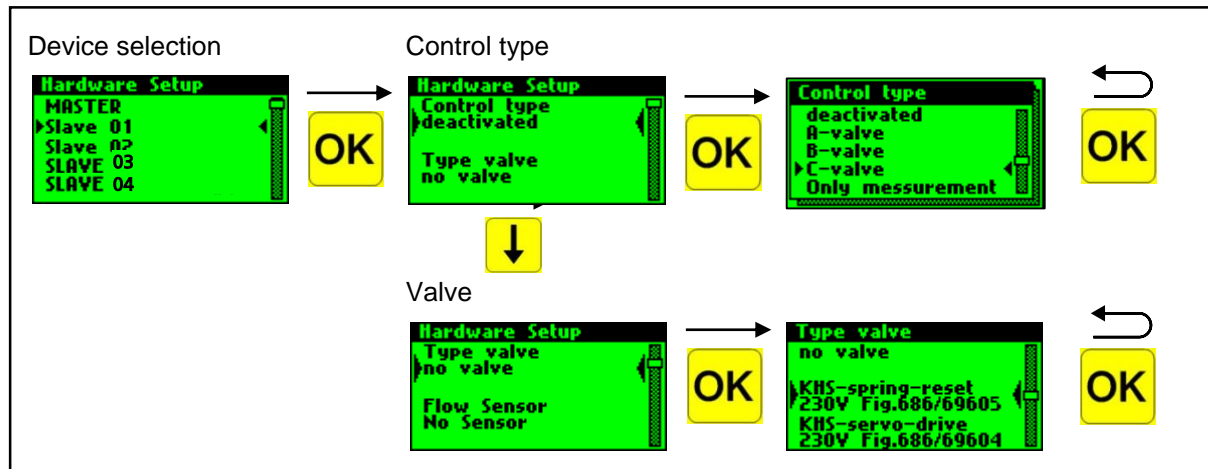 Device selection
Hardware Setup
MASTER
Slave 01
Slave 02
SLAVE 03
SLAVE 04
OK
Control type
Hardware Setup
Control type
deactivated
Type valve
no valve
OK
Control type
deactivated
A-valve
B-valve
C-valve
Only messurement
OK
Valve
Hardware Setup
Type valve
no valve
Flow Sensor
No Sensor
OK
Type valve
no valve
KHS-spring-reset
230V Fig.686/69605
KHS-servo-drive
230V Fig.686/69604
OK